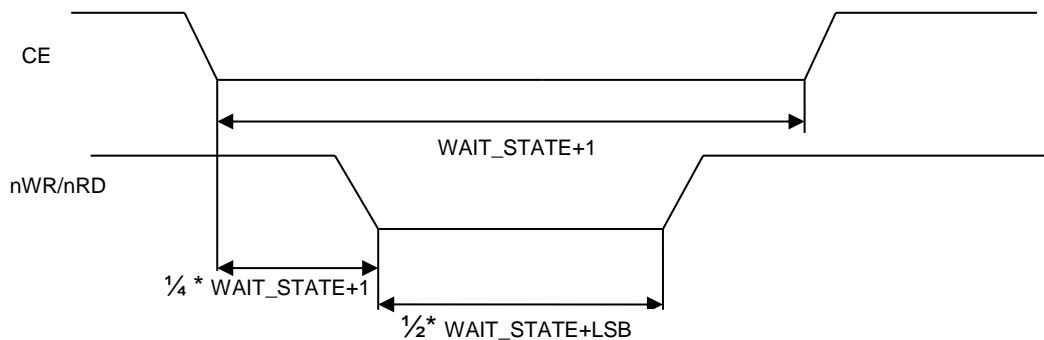 CE
WAIT_STATE+1
nWR/nRD
¼ * WAIT_STATE+1
½* WAIT_STATE+LSB